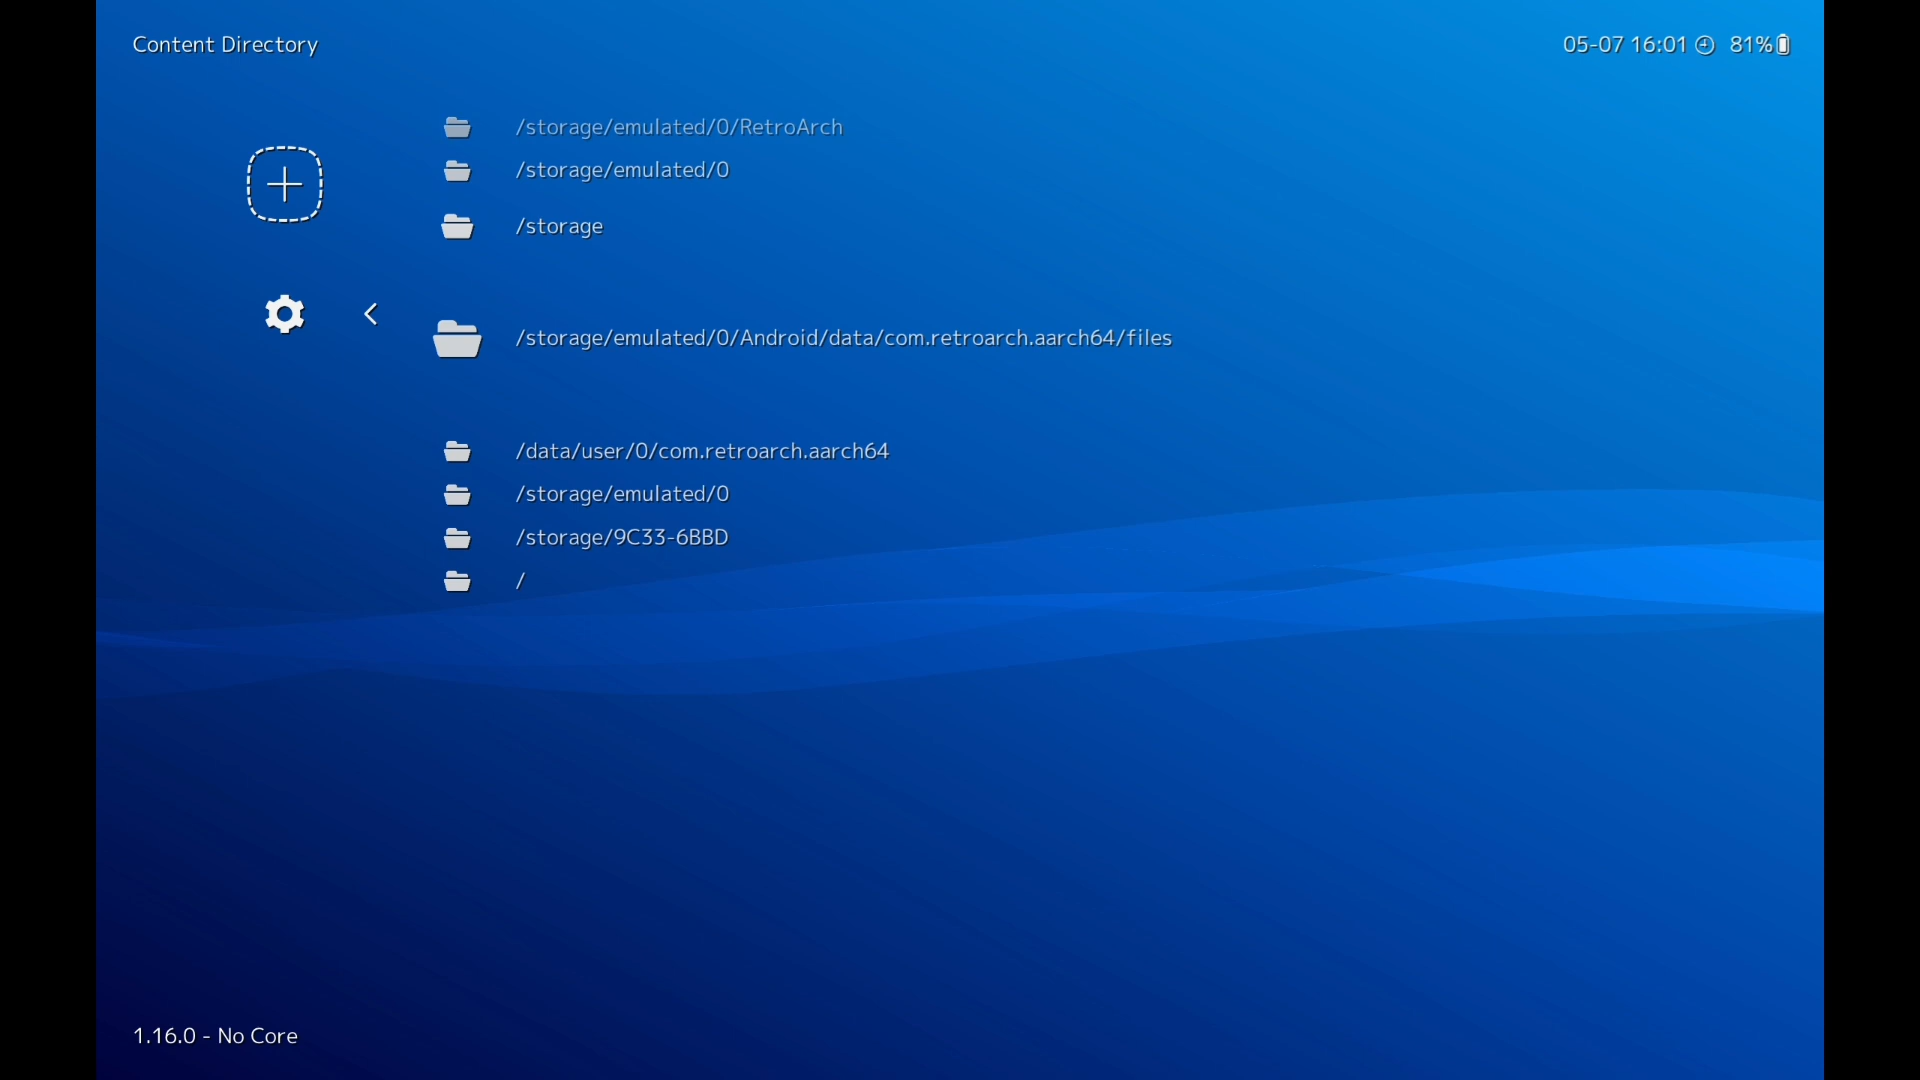 Content Directory
05-07 16:01 81%
/storage/emulated/0/RetroArch
/storage/emulated/0
/storage
/storage/emulated/0/Android/data/com.retroarch.aarch64/files
/data/user/0/com.retroarch.aarch64
/storage/emulated/0
/storage/9C33-6BBD
/
1.16.0 - No Core